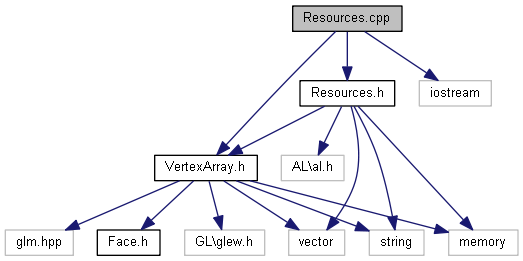 Resources.cpp
Resources.h
iostream
VertexArray.h
AL\al.h
glm.hpp
Face.h
GL\glew.h
vector
string
memory